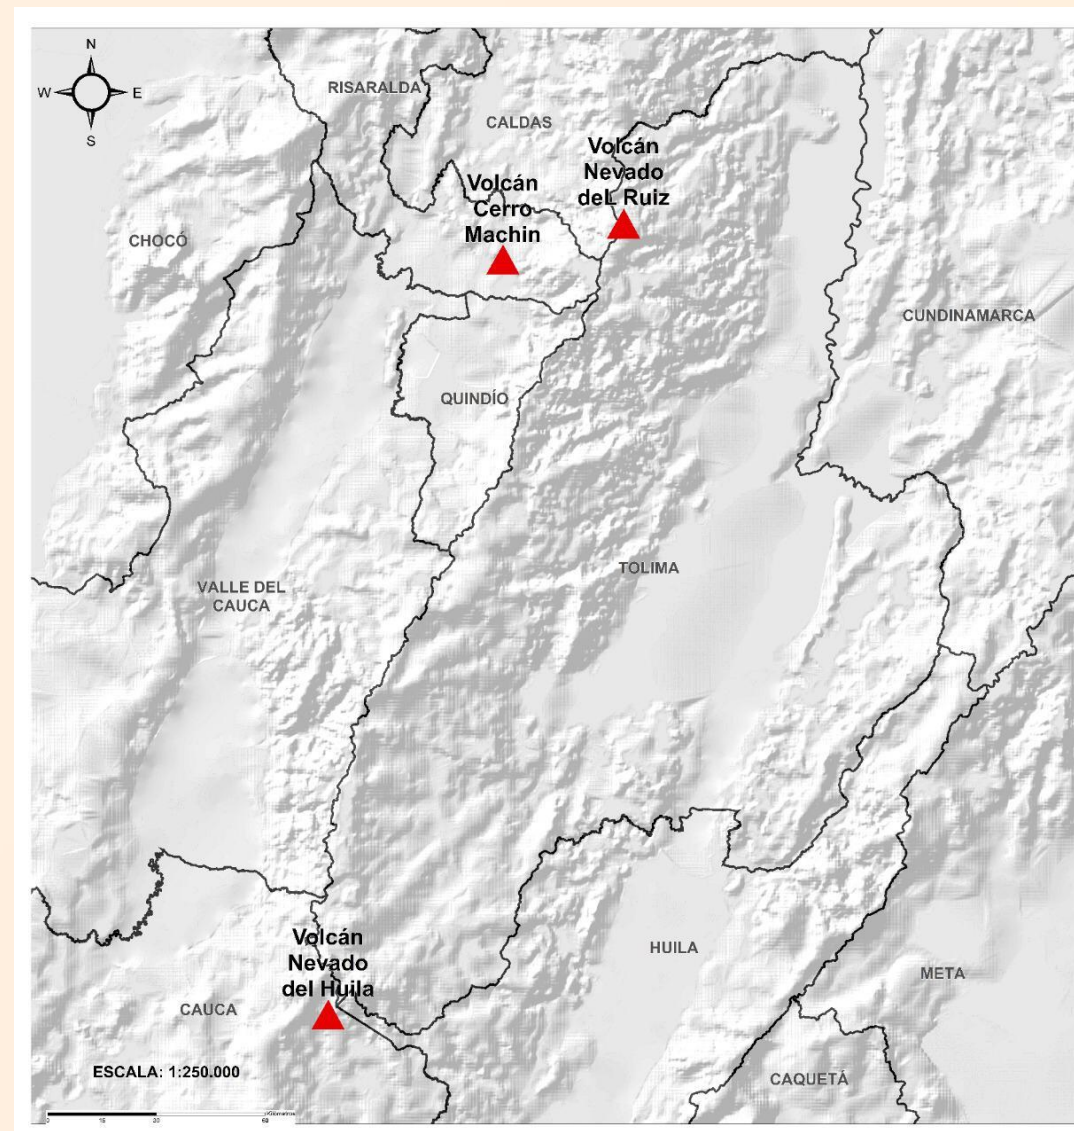 N
W
E
S
RISARALDA
CALDAS
Volcán
Nevado
deL Ruiz
Volcán
Cerro
Machin
CHOCÓ
CUNDINAMARCA
QUINDÍO
TOLIMA
VALLE DEL
CAUCA
Volcán
Nevado
del Huila
HUILA
META
CAUCA
ESCALA: 1:250.000
CAQUETÁ